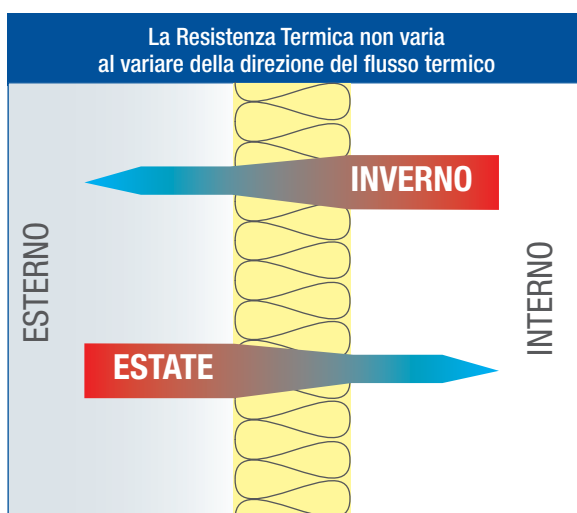 La Resistenza Termica non varia
al variare della direzione del flusso termico
INVERNO
ESTERNO
INTERNO
ESTATE